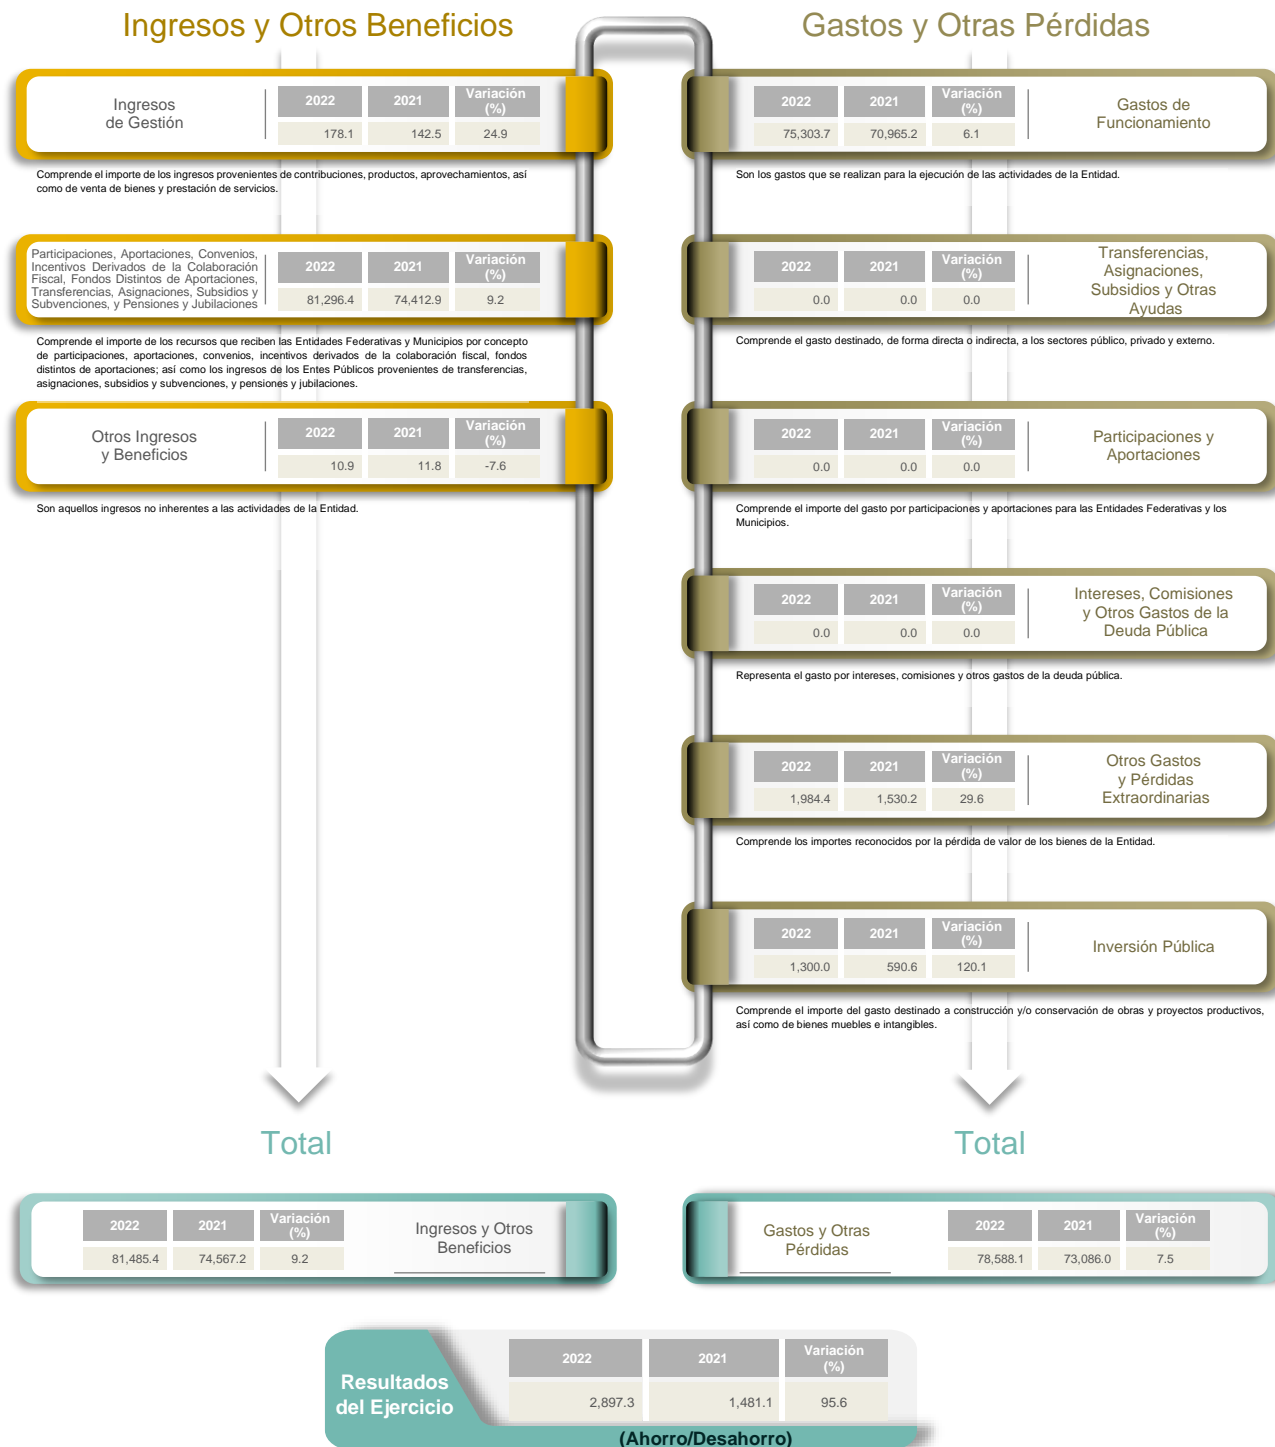 Ingresos y Otros Beneficios
Ingresos
de Gestión
2022 2021 Variación
(%)
178.1 142.5 24.9
Comprende el importe de los ingresos provenientes de contribuciones, productos, aprovechamientos, así
como de venta de bienes y prestación de servicios.
Participaciones, Aportaciones, Convenios,
Incentivos Derivados de la Colaboración
Fiscal, Fondos Distintos de Aportaciones,
Transferencias, Asignaciones, Subsidios y
Subvenciones, y Pensiones y Jubilaciones
2022 2021 Variación
(%)
81,296.4 74,412.9 9.2
Comprende el importe de los recursos que reciben las Entidades Federativas y Municipios por concepto
de participaciones, aportaciones, convenios, incentivos derivados de la colaboración fiscal, fondos
distintos de aportaciones; así como los ingresos de los Entes Públicos provenientes de transferencias,
asignaciones, subsidios y subvenciones, y pensiones y jubilaciones.
Otros Ingresos
y Beneficios
2022 2021 Variación
(%)
10.9 11.8 -7.6
Son aquellos ingresos no inherentes a las actividades de la Entidad.
Gastos y Otras Pérdidas
2022 2021 Variación
(%)
75,303.7 70,965.2 6.1
Gastos de
Funcionamiento
Son los gastos que se realizan para la ejecución de las actividades de la Entidad.
2022 2021 Variación
(%)
0.0 0.0 0.0
Transferencias,
Asignaciones,
Subsidios y Otras
Ayudas
Comprende el gasto destinado, de forma directa o indirecta, a los sectores público, privado y externo.
2022 2021 Variación
(%)
0.0 0.0 0.0
Participaciones y
Aportaciones
Comprende el importe del gasto por participaciones y aportaciones para las Entidades Federativas y los
Municipios.
2022 2021 Variación
(%)
0.0 0.0 0.0
Intereses, Comisiones
y Otros Gastos de la
Deuda Pública
Representa el gasto por intereses, comisiones y otros gastos de la deuda pública.
2022 2021 Variación
(%)
1,984.4 1,530.2 29.6
Otros Gastos
y Pérdidas
Extraordinarias
Comprende los importes reconocidos por la pérdida de valor de los bienes de la Entidad.
2022 2021 Variación
(%)
1,300.0 590.6 120.1
Inversión Pública
Comprende el importe del gasto destinado a construcción y/o conservación de obras y proyectos productivos,
así como de bienes muebles e intangibles.
Total
2022 2021 Variación
(%)
81,485.4 74,567.2 9.2
Ingresos y Otros
Beneficios
Total
Gastos y Otras
Pérdidas
2022 2021 Variación
(%)
78,588.1 73,086.0 7.5
Resultados
del Ejercicio
2022 2021 Variación
(%)
2,897.3 1,481.1 95.6
(Ahorro/Desahorro)